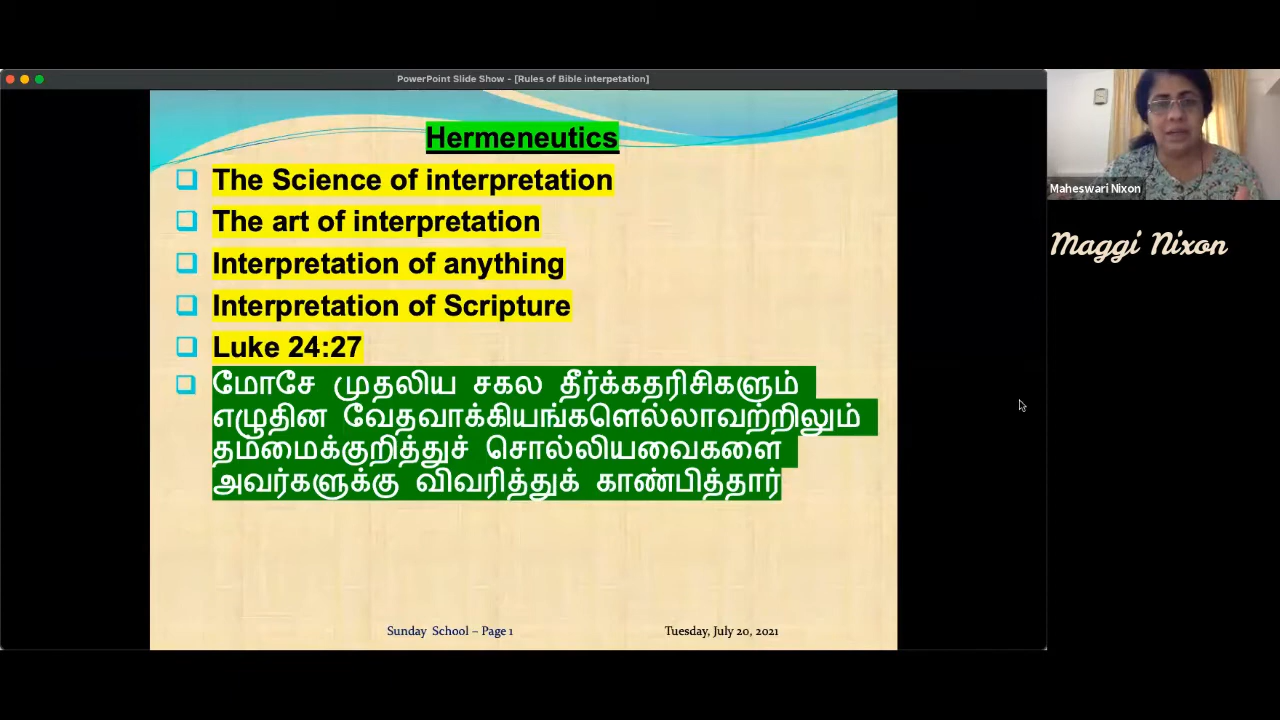 PowerPoint Slide Show - [Rules of Bible interpetation]
Hermeneutics
The Science of interpretation
The art of interpretation
Interpretation of anything
Interpretation of Scripture
Luke 24:27
மோசே முதலிய சகல தீர்க்கதரிசிகளும்
எழுதின வேதவாக்கியங்களெல்லாவற்றிலும்
தம்மைக்குறித்துச் சொல்லியவைகளை
அவர்களுக்கு விவரித்துக் காண்பித்தார்
Sunday School – Page 1
Tuesday, July 20, 2021
Maheswari Nixon
Maggi Nixon